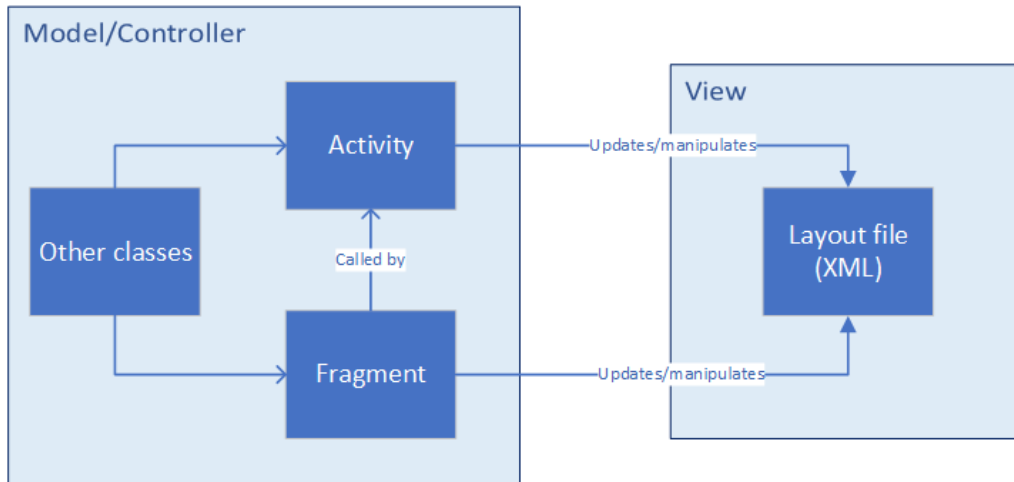 Model/Controller
View
Activity
Updates/manipulates
Other classes
Called by
Layout file
(XML)
Fragment
Updates/manipulates